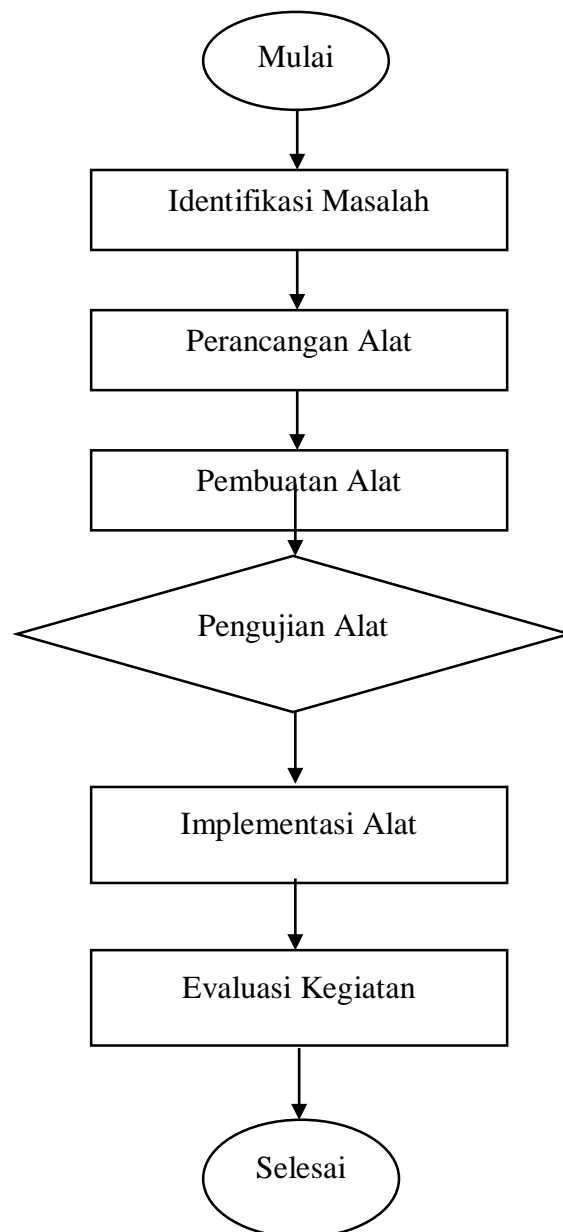 Mulai
Identifikasi Masalah
Perancangan Alat
Pembuatan Alat
Pengujian Alat
Implementasi Alat
Evaluasi Kegiatan
Selesai